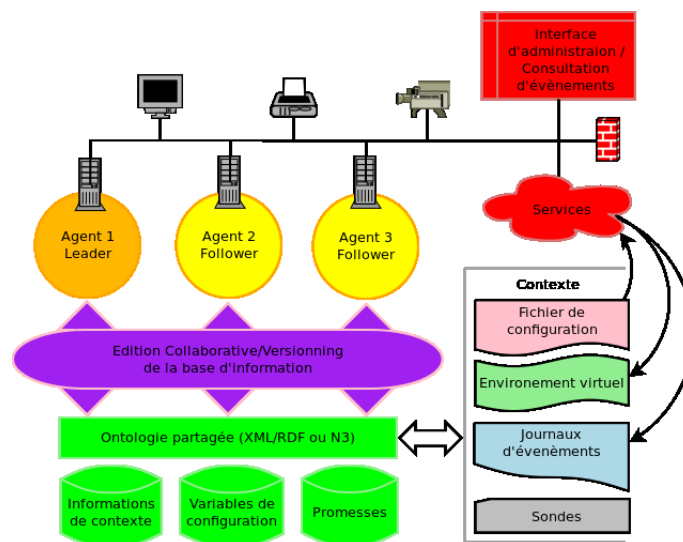 Interface
d'administraion /
Consultation
d'évènements
Agent 1
Leader
Agent 2
Follower
Agent 3
Follower
Services
Contexte
Fichier de
configuration
Environement virtuel
Journaux
d'évenèments
Sondes
Edition Collaborative/Versionning
de la base d'information
Ontologie partagée (XML/RDF ou N3)
Informations
de contexte
Variables de
configuration
Promesses